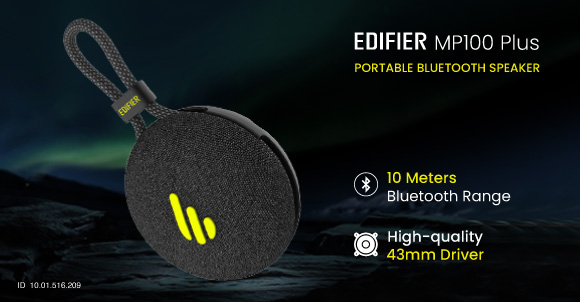 EDIFIER MP100 Plus
PORTABLE BLUETOOTH SPEAKER
EDIFIER
10 Meters
Bluetooth Range
High-quality
43mm Driver
ID 10.01.516.209